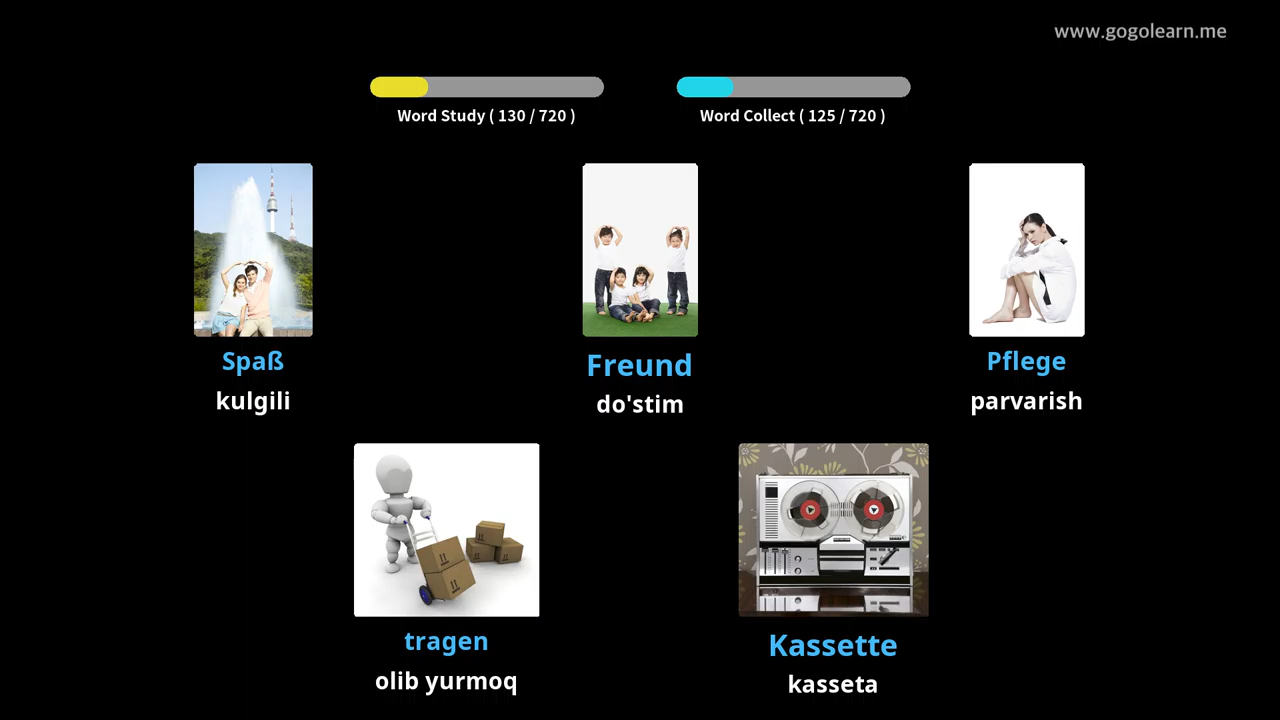 www.gogolearn.me
Word Study ( 130 / 720 )
Word Collect ( 125 / 720 )
Spaß
Freund
Pflege
kulgili
do'stim
parvarish
tragen
Kassette
olib yurmoq
kasseta